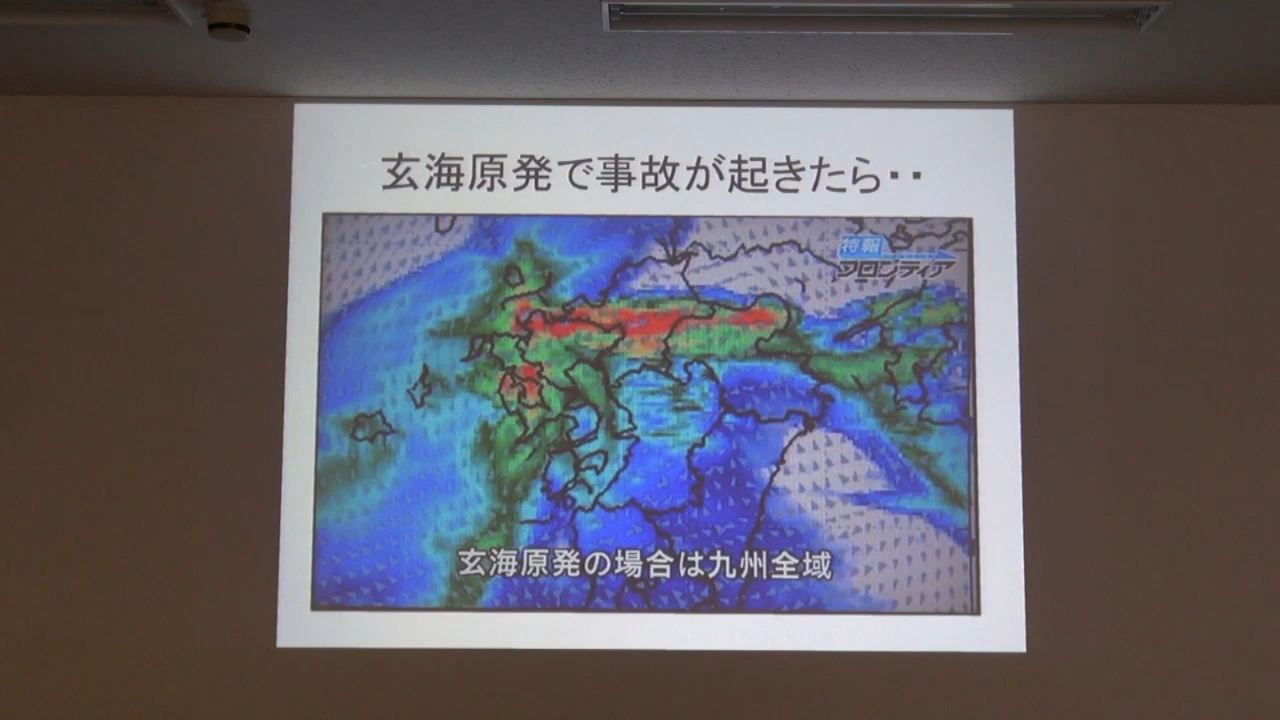 玄海原発で事故が起きたら・・
特報
フロンティア
玄海原発の場合は九州全域